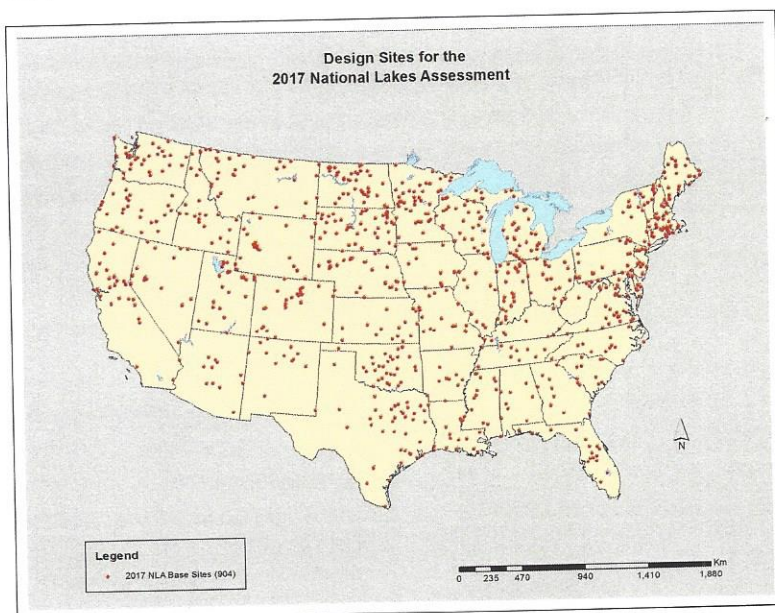 Design Sites for the
2017 National Lakes Assessment
N
Legend
2017 NLA Base Sites (904)
Km
0 235 470 940 1,410 1,880